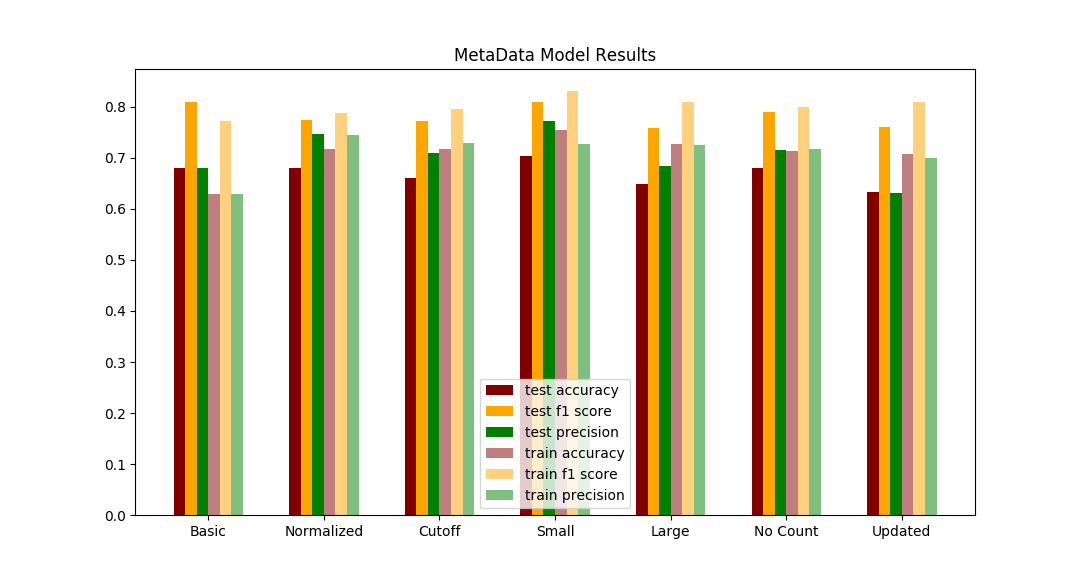 MetaData Model Results
0.8
0.7
0.6
0.5
0.4
0.3
0.2
0.1
0.0
test accuracy
test f1 score
test precision
train accuracy
train f1 score
train precision
Basic Normalized Cutoff Small Large No Count Updated